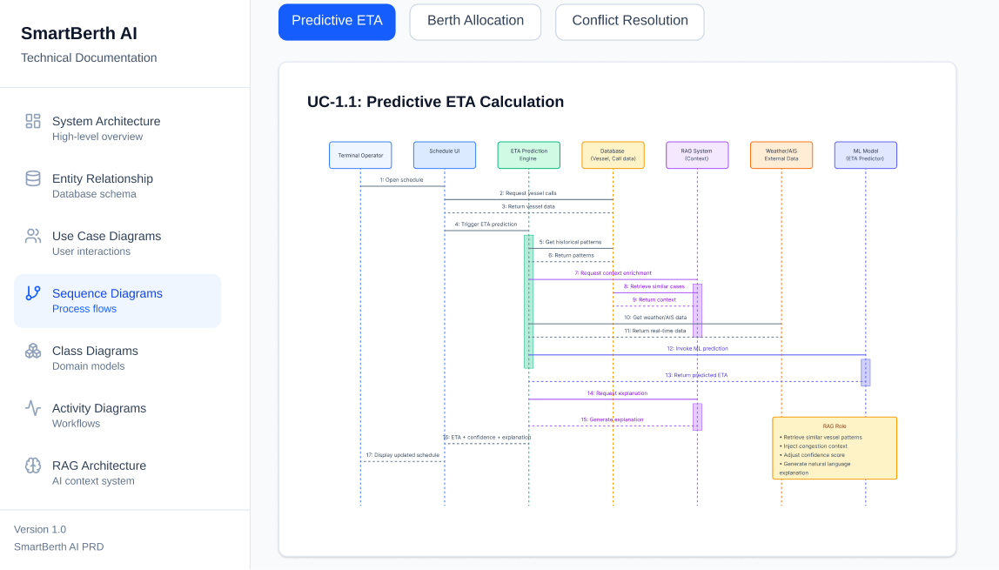 SmartBerth AI
Technical Documentation
System Architecture
High-level overview
Entity Relationship
Database schema
Use Case Diagrams
User interactions
Sequence Diagrams
Process flows
Class Diagrams
Domain models
Activity Diagrams
Workflows
RAG Architecture
AI context system
Version 1.0
SmartBerth AI PRD
Predictive ETA
Berth Allocation
Conflict Resolution
UC-1.1: Predictive ETA Calculation
Terminal Operator
Schedule UI
ETA Prediction
Engine
Database
(Vessel, Call data)
RAG System
(Context)
Weather/AIS
External Data
ML Model
(ETA Predictor)
1: Open schedule
2: Request vessel calls
3: Return vessel data
4: Trigger ETA prediction
5: Get historical patterns
6: Return patterns
7: Request context enrichment
8: Retrieve similar cases
9: Return context
10: Get weather/AIS data
11: Return real-time data
12: Invoke ML prediction
13: Return predicted ETA
14: Request explanation
15: Generate explanation
16: ETA + confidence + explanation
17: Display updated schedule
RAG Role
• Retrieve similar vessel patterns
• Inject congestion context
• Adjust confidence score
• Generate natural language
explanation